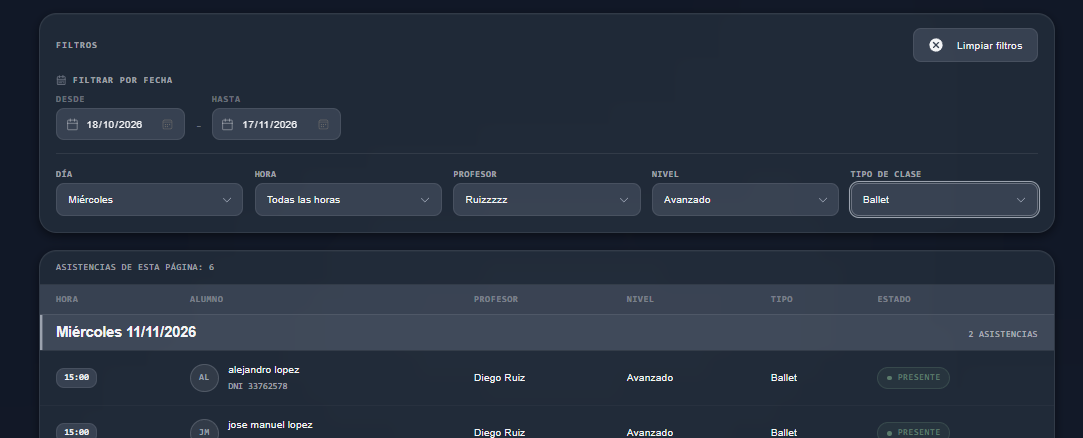 FILTROS
Limpiar filtros
FILTRAR POR FECHA
DESDE HASTA
18/10/2026 - 17/11/2026
DÍA HORA PROFESOR NIVEL TIPO DE CLASE
Miércoles Todas las horas Ruizzzzz Avanzado Ballet
ASISTENCIAS DE ESTA PÁGINA: 6
HORA ALUMNO PROFESOR NIVEL TIPO ESTADO
Miércoles 11/11/2026 2 ASISTENCIAS
15:00 AL alejandro lopez Diego Ruiz Avanzado Ballet PRESENTE
DNI 33762578
15:00 JM jose manuel lopez Diego Ruiz Avanzado Ballet PRESENTE